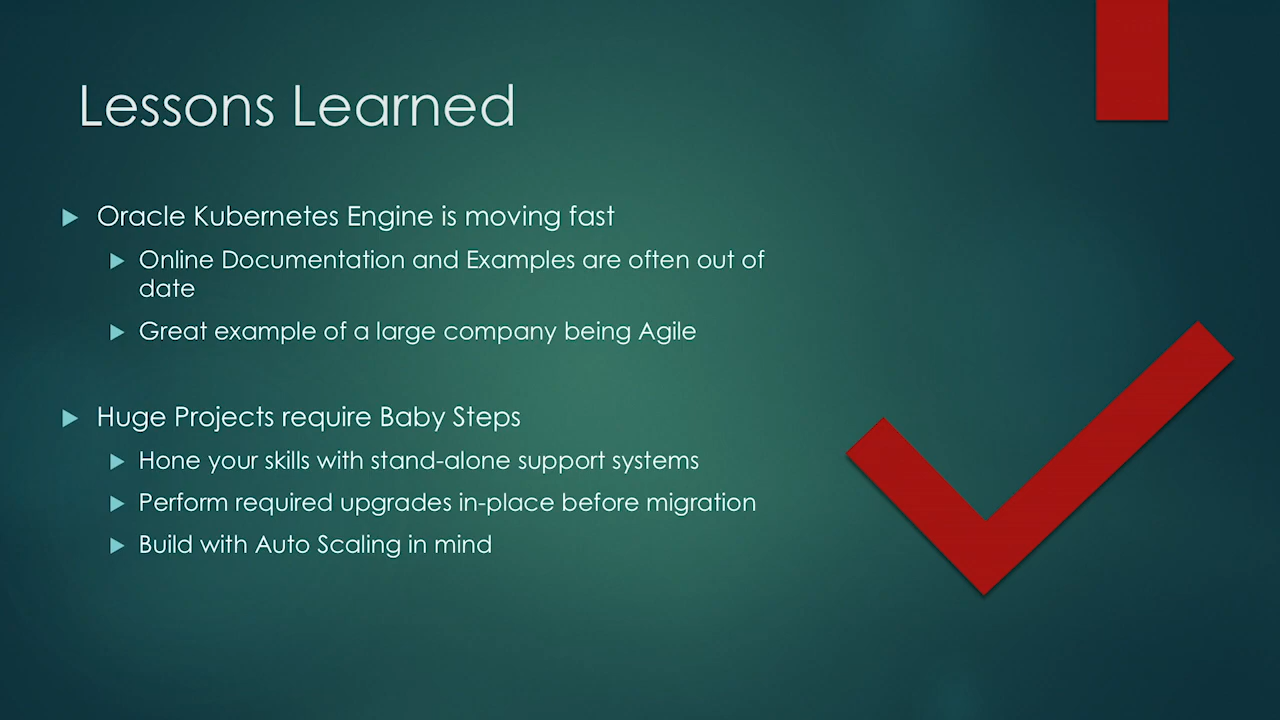 Lessons Learned
Oracle Kubernetes Engine is moving fast
Online Documentation and Examples are often out of
date
Great example of a large company being Agile
Huge Projects require Baby Steps
Hone your skills with stand-alone support systems
Perform required upgrades in-place before migration
Build with Auto Scaling in mind